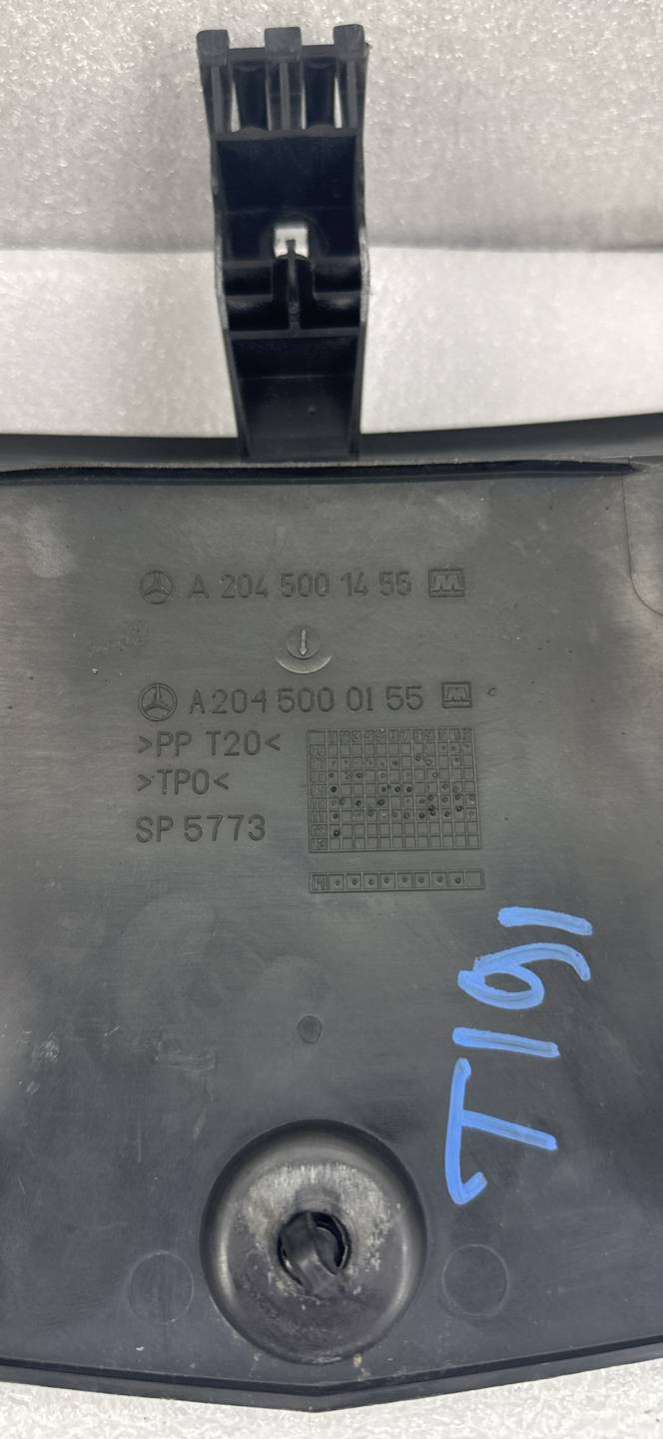 A 204 500 14 55
A 204 500 01 55
>PP T20<
>TPO<
SP 5773
T191